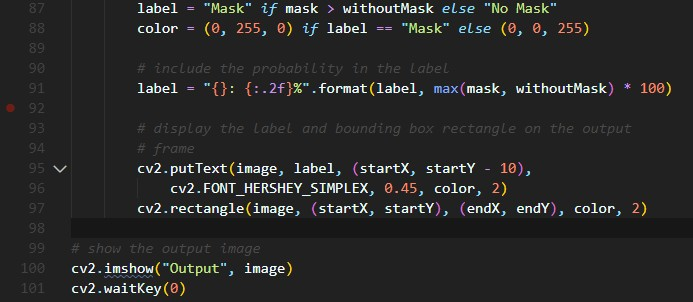 87 label = "Mask" if mask > withoutMask else "No Mask"
88 color = (0, 255, 0) if label == "Mask" else (0, 0, 255)
89
90 # include the probability in the label
91 label = "{}: {:.2f}%".format(label, max(mask, withoutMask) * 100)
92
93 # display the label and bounding box rectangle on the output
94 # frame
95 cv2.putText(image, label, (startX, startY - 10),
96 cv2.FONT_HERSHEY_SIMPLEX, 0.45, color, 2)
97 cv2.rectangle(image, (startX, startY), (endX, endY), color, 2)
98
99 # show the output image
100 cv2.imshow("Output", image)
101 cv2.waitKey(0)